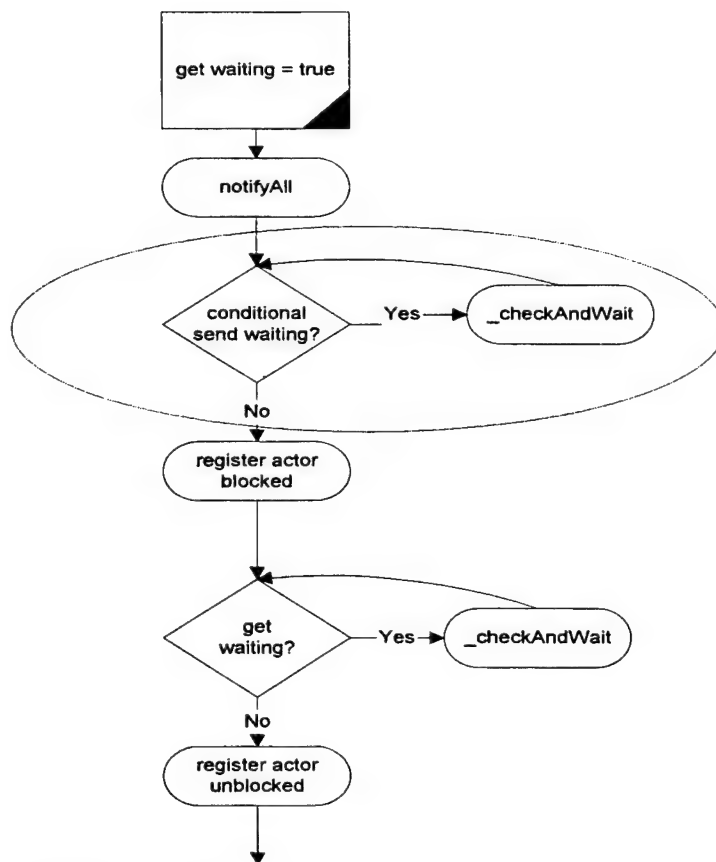 get waiting = true
notifyAll
conditional
send waiting?
Yes
_checkAndWait
No
register actor
blocked
get
waiting?
Yes
_checkAndWait
No
register actor
unblocked